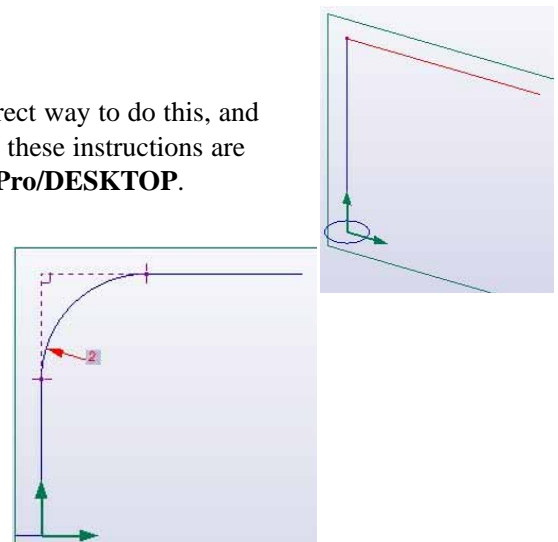 rect way to do this, and
these instructions are
Pro/DESKTOP.
2